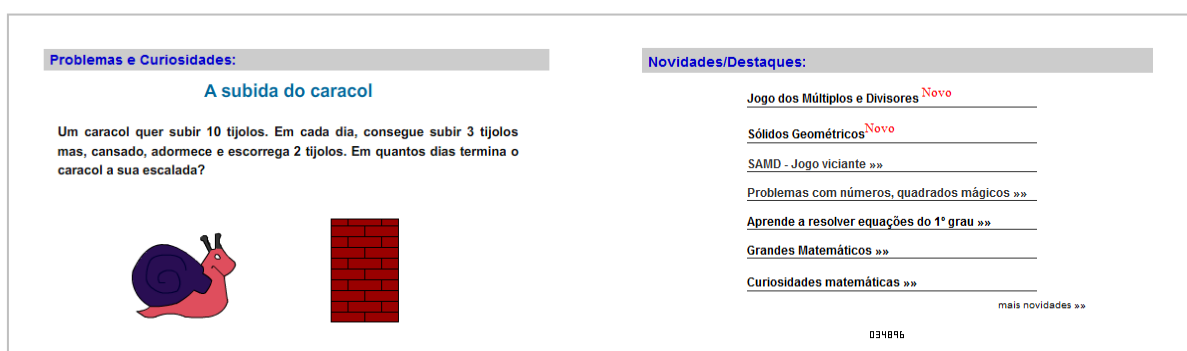 Problemas e Curiosidades:
A subida do caracol
Um caracol quer subir 10 tijolos. Em cada dia, consegue subir 3 tijolos
mas, cansado, adormece e escorrega 2 tijolos. Em quantos dias termina o
caracol a sua escalada?
Novidades/Destaques:
Jogo dos Múltiplos e Divisores Novo
Sólidos Geométricos Novo
SAMD - Jogo viciante »»
Problemas com números, quadrados mágicos »»
Aprende a resolver equações do 1º grau »»
Grandes Matemáticos »»
Curiosidades matemáticas »»
mais novidades »»
034896